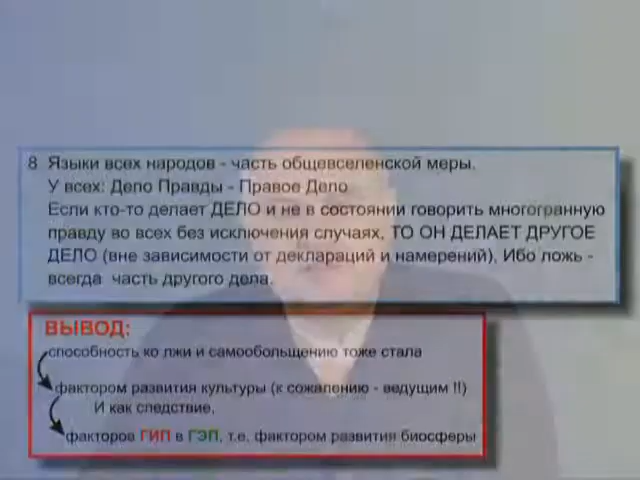 8 Языки всех народов - часть общевселенской меры.
У всех: Дело Правды - Правое Дело
Если кто-то делает ДЕЛО и не в состоянии говорить многогранную
правду во всех без исключения случаях, ТО ОН ДЕЛАЕТ ДРУГОЕ
ДЕЛО (вне зависимости от деклараций и намерений), Ибо ложь -
всегда часть другого дела.
ВЫВОД:
способность ко лжи и самообольщению тоже стала
фактором развития культуры (к сожалению - ведущим !!)
И как следствие,
факторов ГИП в ГЭП, т.е. фактором развития биосферы